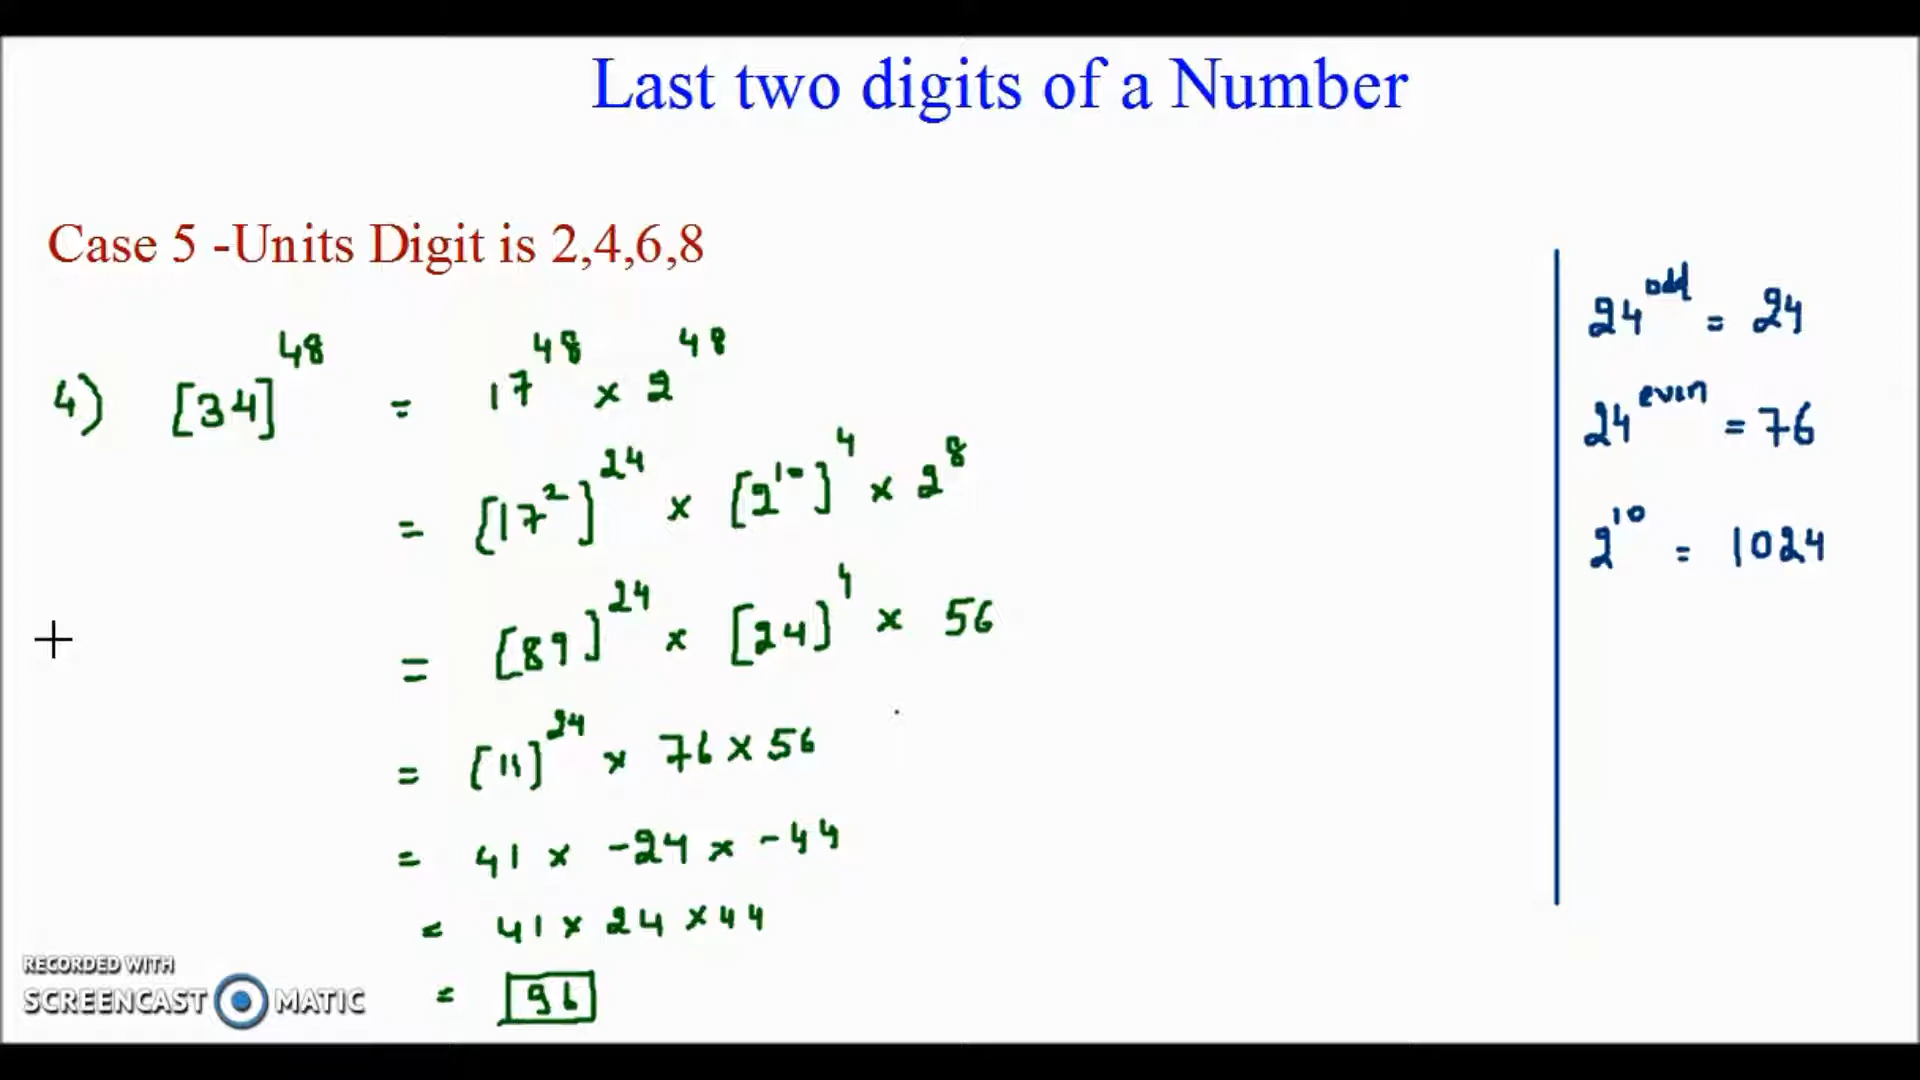 Last two digits of a Number
Case 5 -Units Digit is 2,4,6,8
4) [34]^48 = 17^48 × 2^48
= [17^2]^24 × [2^10]^4 × 2^8
= [89]^24 × [24]^4 × 56
= [11]^24 × 76 × 56
= 41 × -24 × -44
= 41 × 24 × 44
= 96
24^odd = 24
24^even = 76
2^10 = 1024
RECORDED WITH
SCREENCAST MATIC